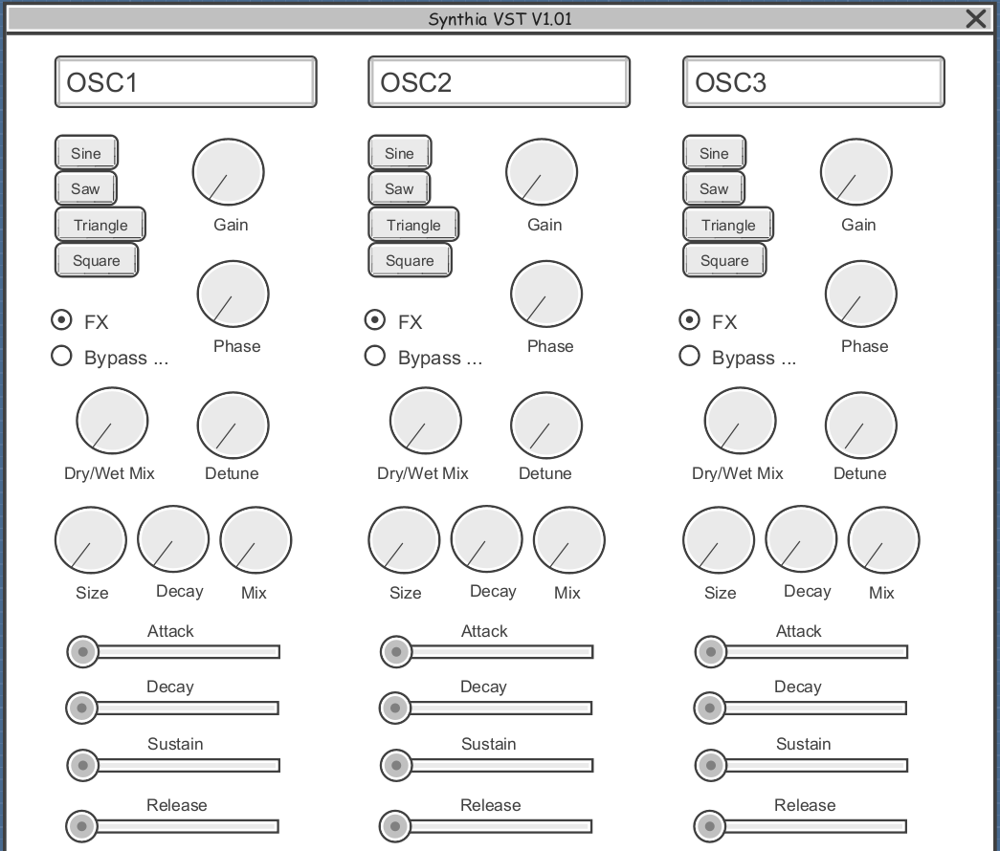 Synthia VST V1.01
OSC1 OSC2 OSC3
Sine Sine Sine
Saw Saw Saw
Triangle Gain Triangle Gain Triangle Gain
Square Square Square
FX FX FX
Phase Phase Phase
Bypass ... Bypass ... Bypass ...
Dry/Wet Mix Detune Dry/Wet Mix Detune Dry/Wet Mix Detune
Size Decay Mix Size Decay Mix Size Decay Mix
Attack Attack Attack
Decay Decay Decay
Sustain Sustain Sustain
Release Release Release